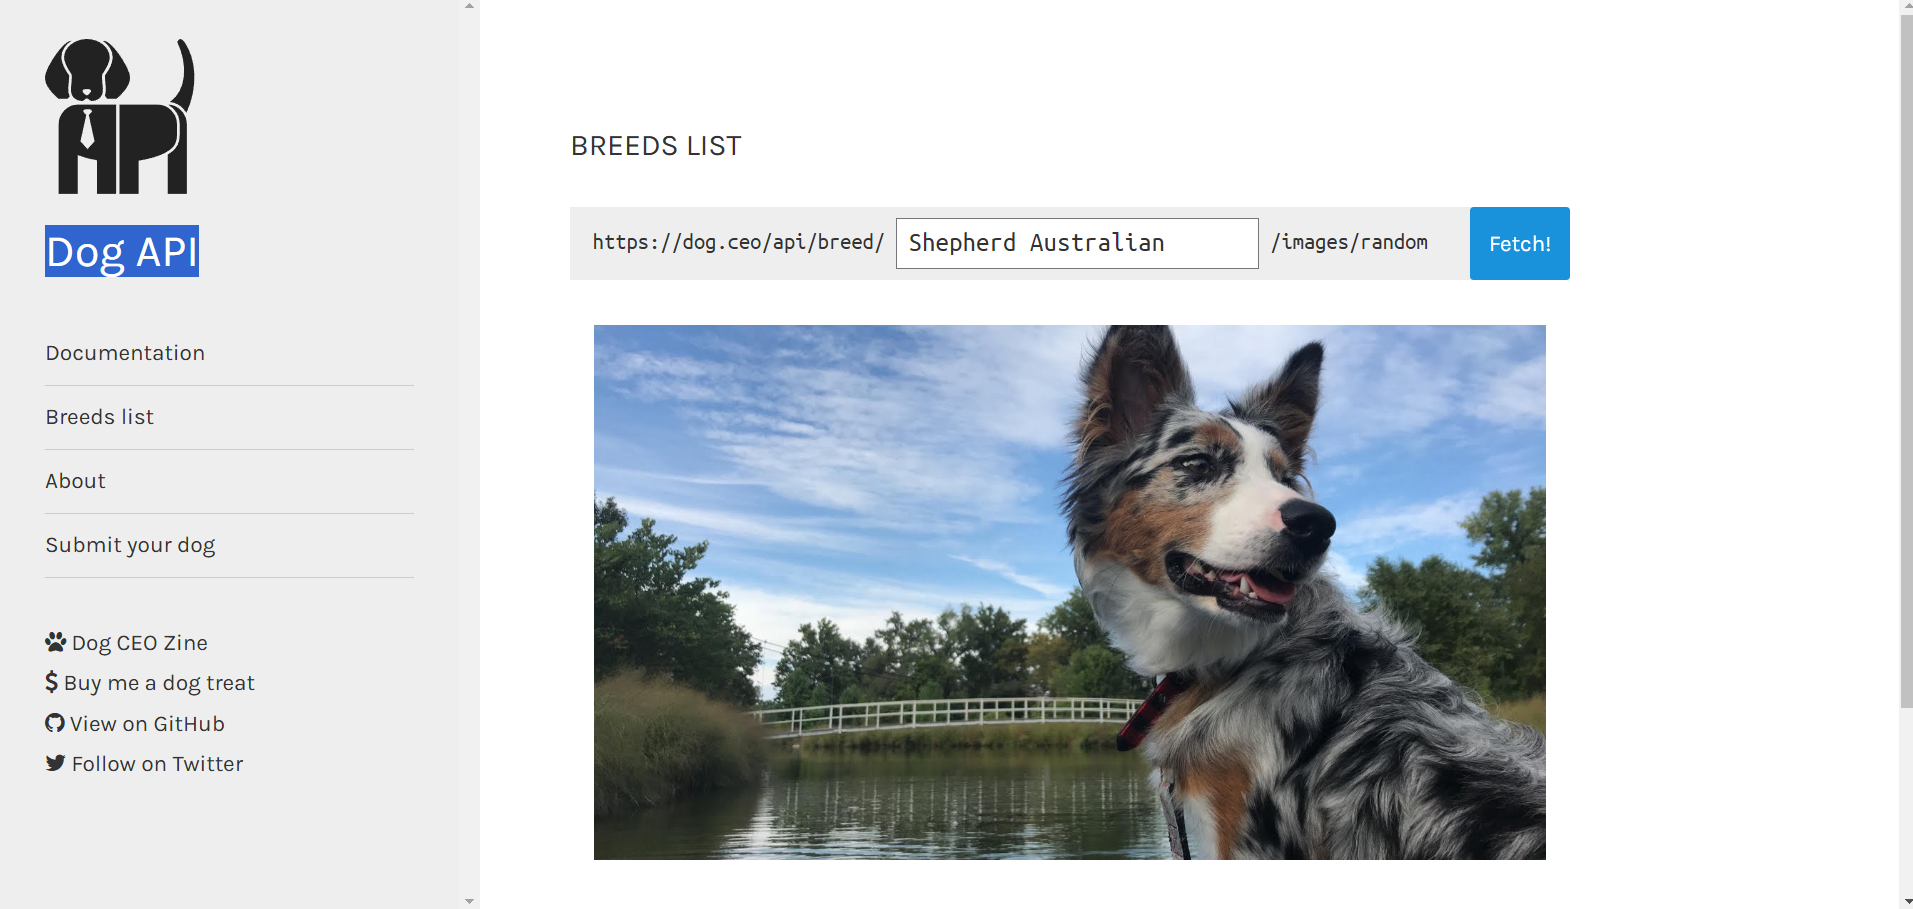 Dog API
Documentation
Breeds list
About
Submit your dog
Dog CEO Zine
$ Buy me a dog treat
View on GitHub
Follow on Twitter
BREEDS LIST
https://dog.ceo/api/breed/ Shepherd Australian /images/random Fetch!